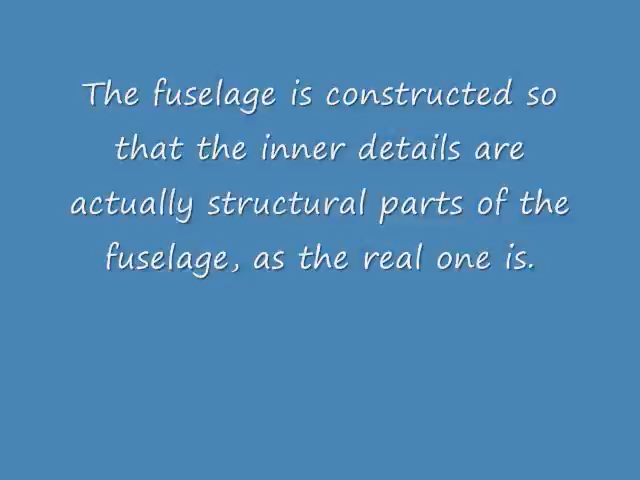 The fuselage is constructed so
that the inner details are
actually structural parts of the
fuselage, as the real one is.